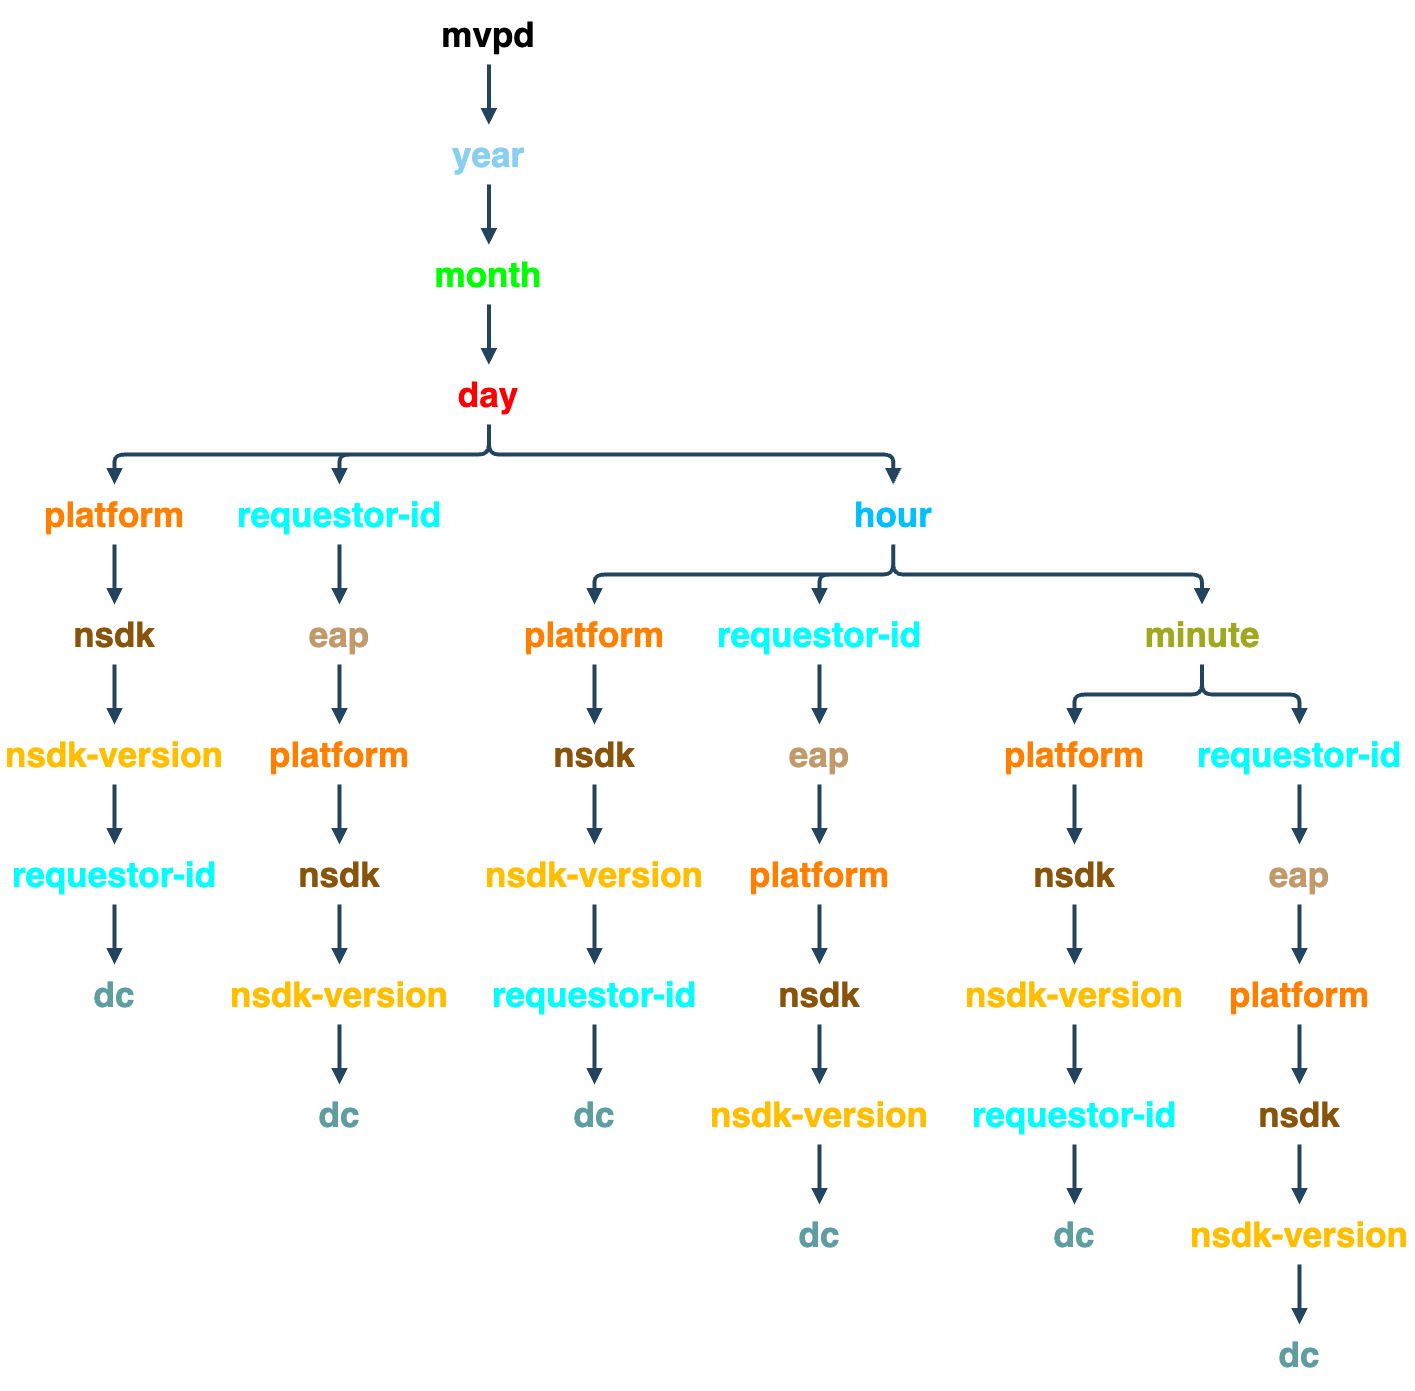 mvpd
year
month
day
platform requestor-id hour
nsdk eap platform requestor-id minute
nsdk-version platform nsdk eap platform requestor-id
requestor-id nsdk nsdk-version platform nsdk eap
dc nsdk-version requestor-id nsdk nsdk-version platform
dc dc nsdk-version requestor-id nsdk
dc dc nsdk-version
dc